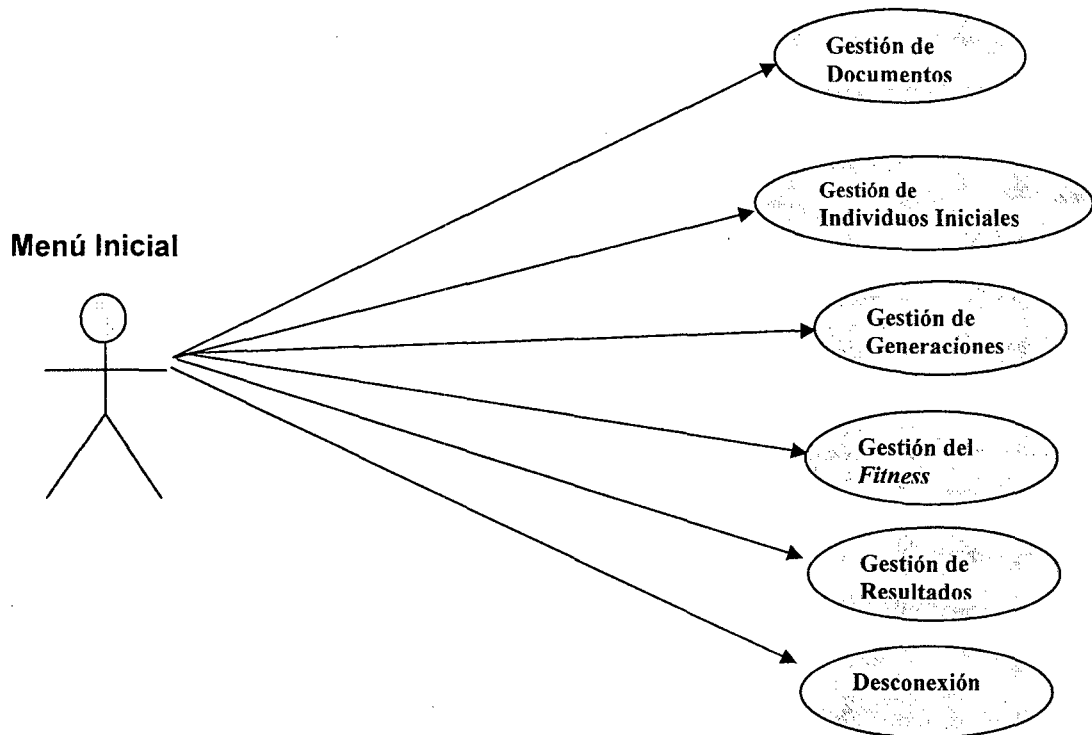 Gestión de
Documentos
Gestión de
Individuos Iniciales
Menú Inicial
Gestión de
Generaciones
Gestión del
Fitness
Gestión de
Resultados
Desconexión